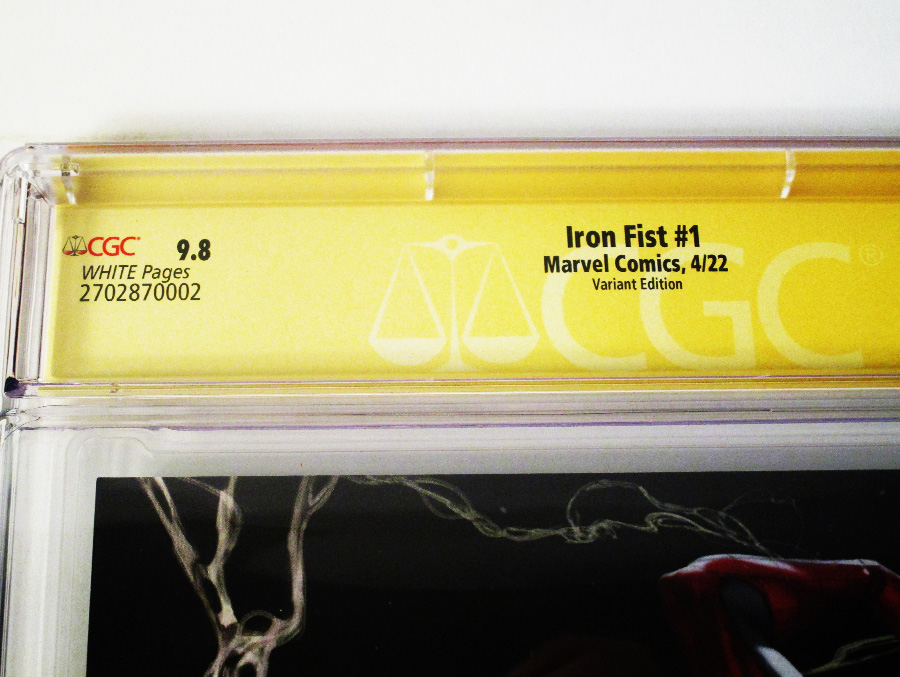 CGC 9.8
WHITE Pages
2702870002
Iron Fist #1
Marvel Comics, 4/22
Variant Edition
CGC®